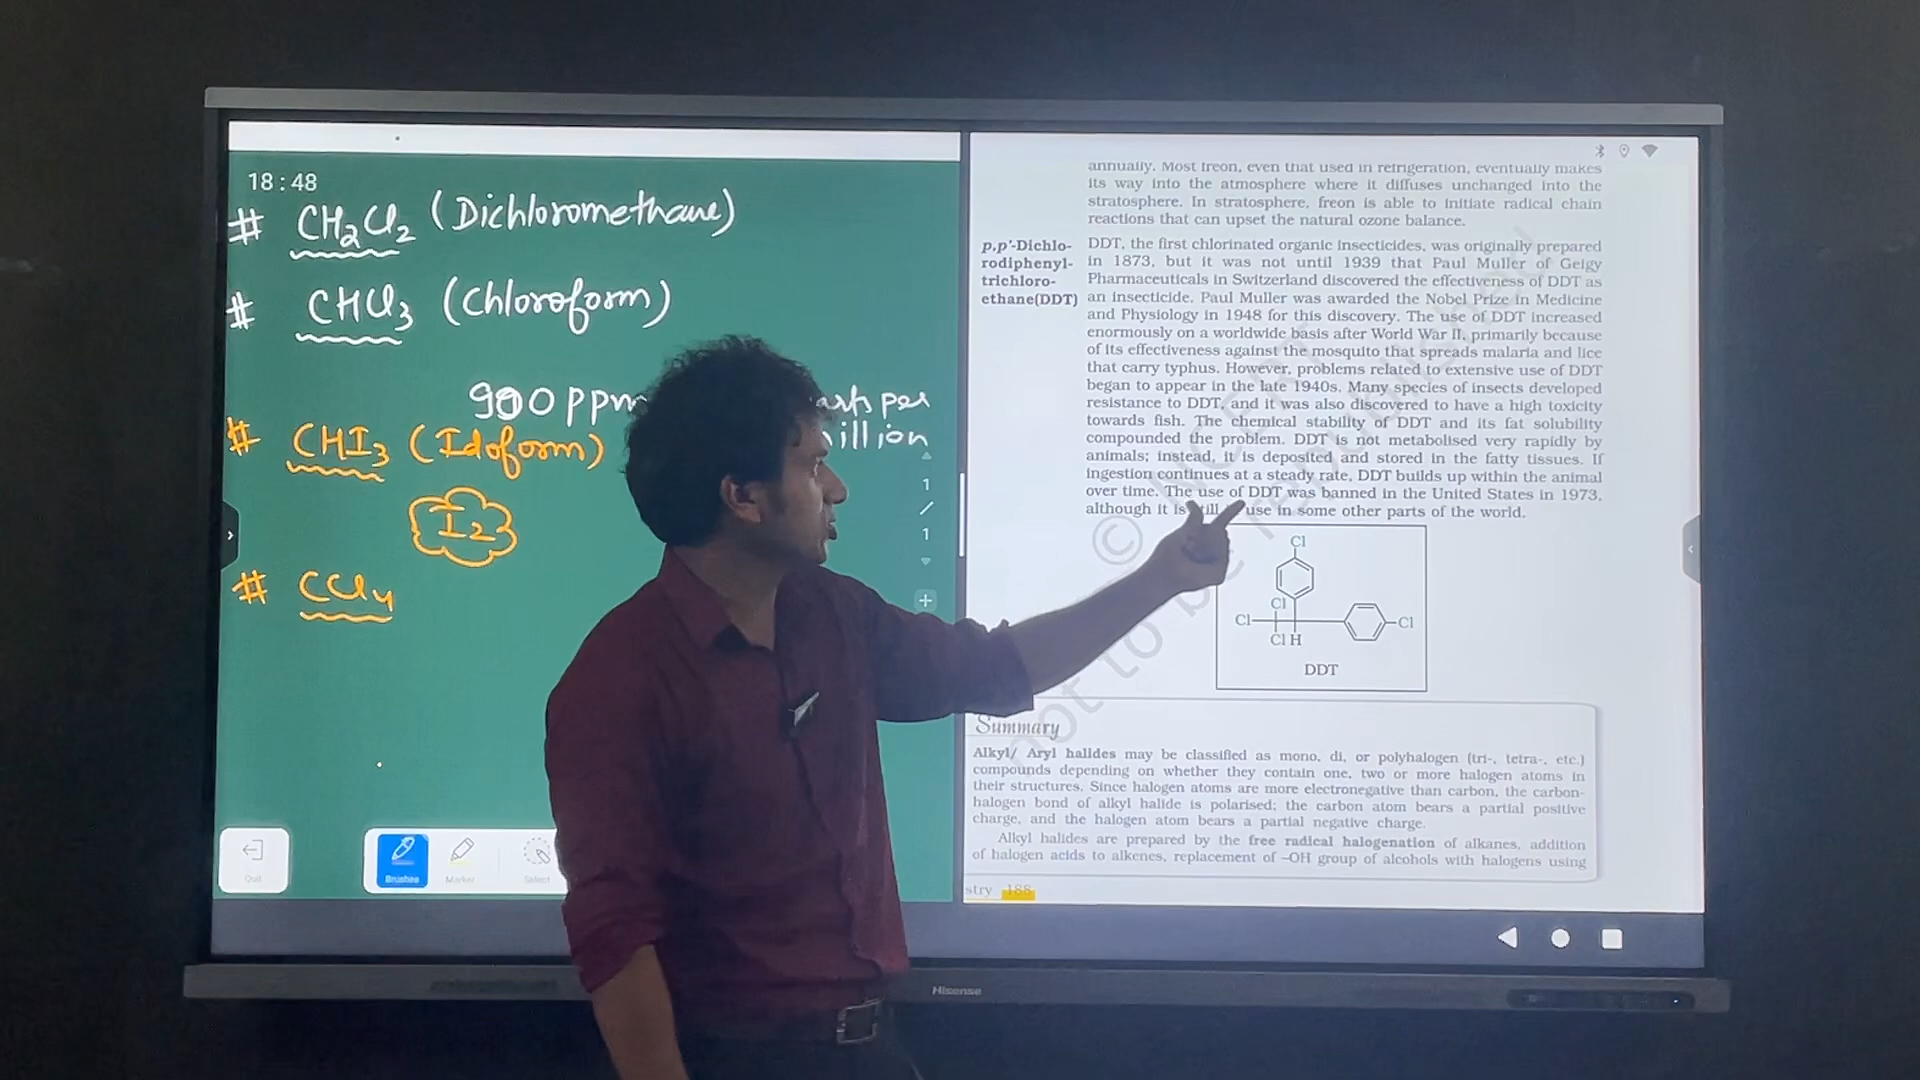 18:48
# CH2Cl2 (Dichloromethane)
# CHCl3 (Chloroform)
900 ppm
arts per
illion
# CHI3 (Idoform)
I2
# CCl4
1
/
1
+
Quit
Brushes
Marker
Select
annually. Most freon, even that used in refrigeration, eventually makes
its way into the atmosphere where it diffuses unchanged into the
stratosphere. In stratosphere, freon is able to initiate radical chain
reactions that can upset the natural ozone balance.
p,p'-Dichlo-
rodiphenyl-
trichloro-
ethane(DDT)
DDT, the first chlorinated organic insecticides, was originally prepared
in 1873, but it was not until 1939 that Paul Muller of Geigy
Pharmaceuticals in Switzerland discovered the effectiveness of DDT as
an insecticide. Paul Muller was awarded the Nobel Prize in Medicine
and Physiology in 1948 for this discovery. The use of DDT increased
enormously on a worldwide basis after World War II, primarily because
of its effectiveness against the mosquito that spreads malaria and lice
that carry typhus. However, problems related to extensive use of DDT
began to appear in the late 1940s. Many species of insects developed
resistance to DDT, and it was also discovered to have a high toxicity
towards fish. The chemical stability of DDT and its fat solubility
compounded the problem. DDT is not metabolised very rapidly by
animals; instead, it is deposited and stored in the fatty tissues. If
ingestion continues at a steady rate, DDT builds up within the animal
over time. The use of DDT was banned in the United States in 1973,
although it is use in some other parts of the world.
Cl
Cl
Cl
Cl
Cl H
DDT
© NCERT
not to be republished
Summary
Alkyl/ Aryl halides may be classified as mono, di, or polyhalogen (tri-, tetra-, etc.)
compounds depending on whether they contain one, two or more halogen atoms in
their structures. Since halogen atoms are more electronegative than carbon, the carbon-
halogen bond of alkyl halide is polarised; the carbon atom bears a partial positive
charge, and the halogen atom bears a partial negative charge.
Alkyl halides are prepared by the free radical halogenation of alkanes, addition
of halogen acids to alkenes, replacement of –OH group of alcohols with halogens using
stry 188
Hisense